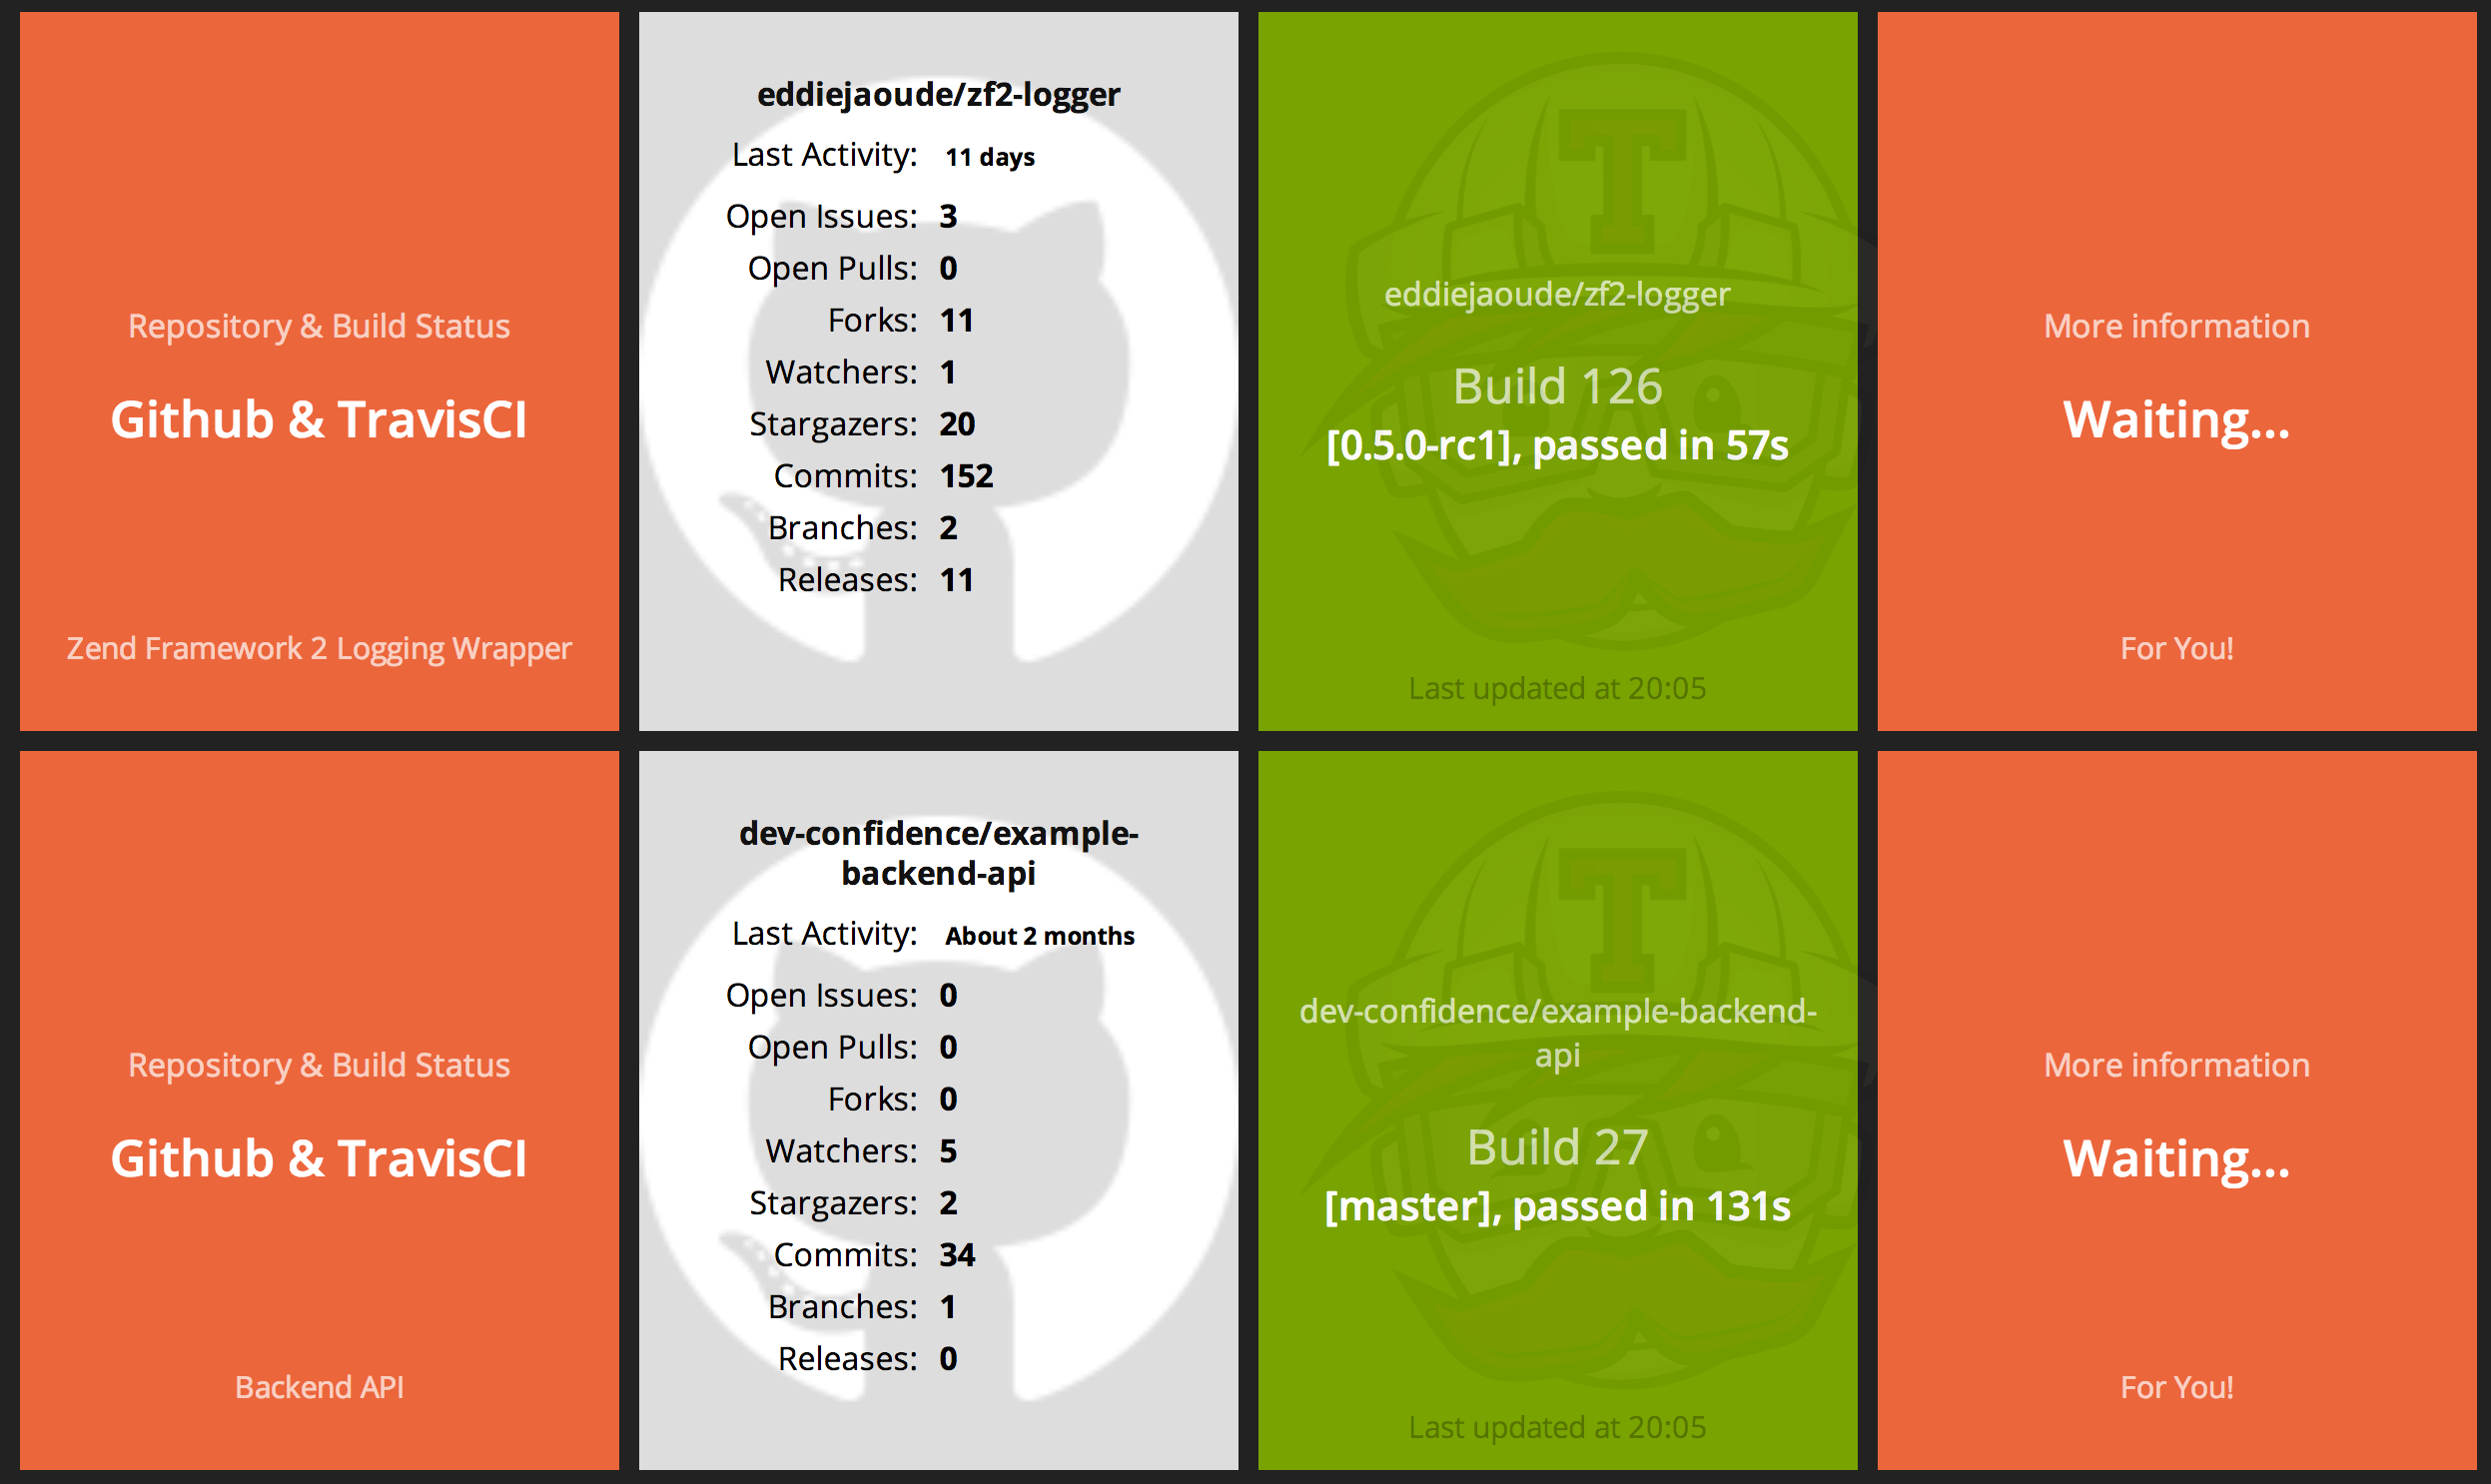 Repository & Build Status
Github & TravisCI
Zend Framework 2 Logging Wrapper
eddiejaoude/zf2-logger
Last Activity: 11 days
Open Issues: 3
Open Pulls: 0
Forks: 11
Watchers: 1
Stargazers: 20
Commits: 152
Branches: 2
Releases: 11
T
eddiejaoude/zf2-logger
Build 126
[0.5.0-rc1], passed in 57s
Last updated at 20:05
More information
Waiting...
For You!
Repository & Build Status
Github & TravisCI
Backend API
dev-confidence/example-
backend-api
Last Activity: About 2 months
Open Issues: 0
Open Pulls: 0
Forks: 0
Watchers: 5
Stargazers: 2
Commits: 34
Branches: 1
Releases: 0
T
dev-confidence/example-backend-
api
Build 27
[master], passed in 131s
Last updated at 20:05
More information
Waiting...
For You!